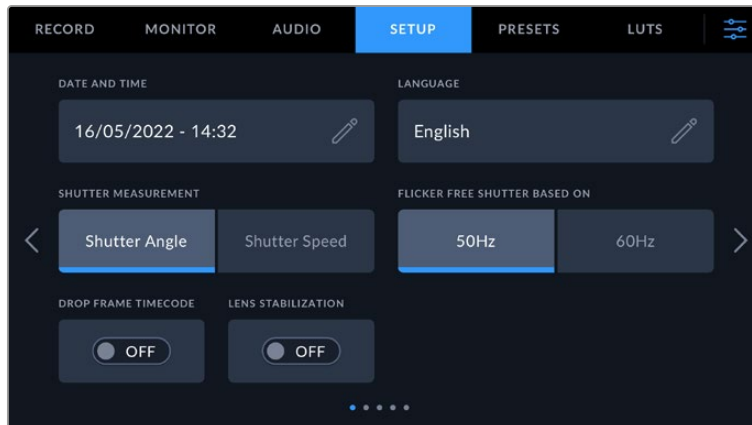 RECORD MONITOR AUDIO SETUP PRESETS LUTS
DATE AND TIME LANGUAGE
16/05/2022 - 14:32 English
SHUTTER MEASUREMENT FLICKER FREE SHUTTER BASED ON
Shutter Angle Shutter Speed 50Hz 60Hz
DROP FRAME TIMECODE LENS STABILIZATION
OFF OFF